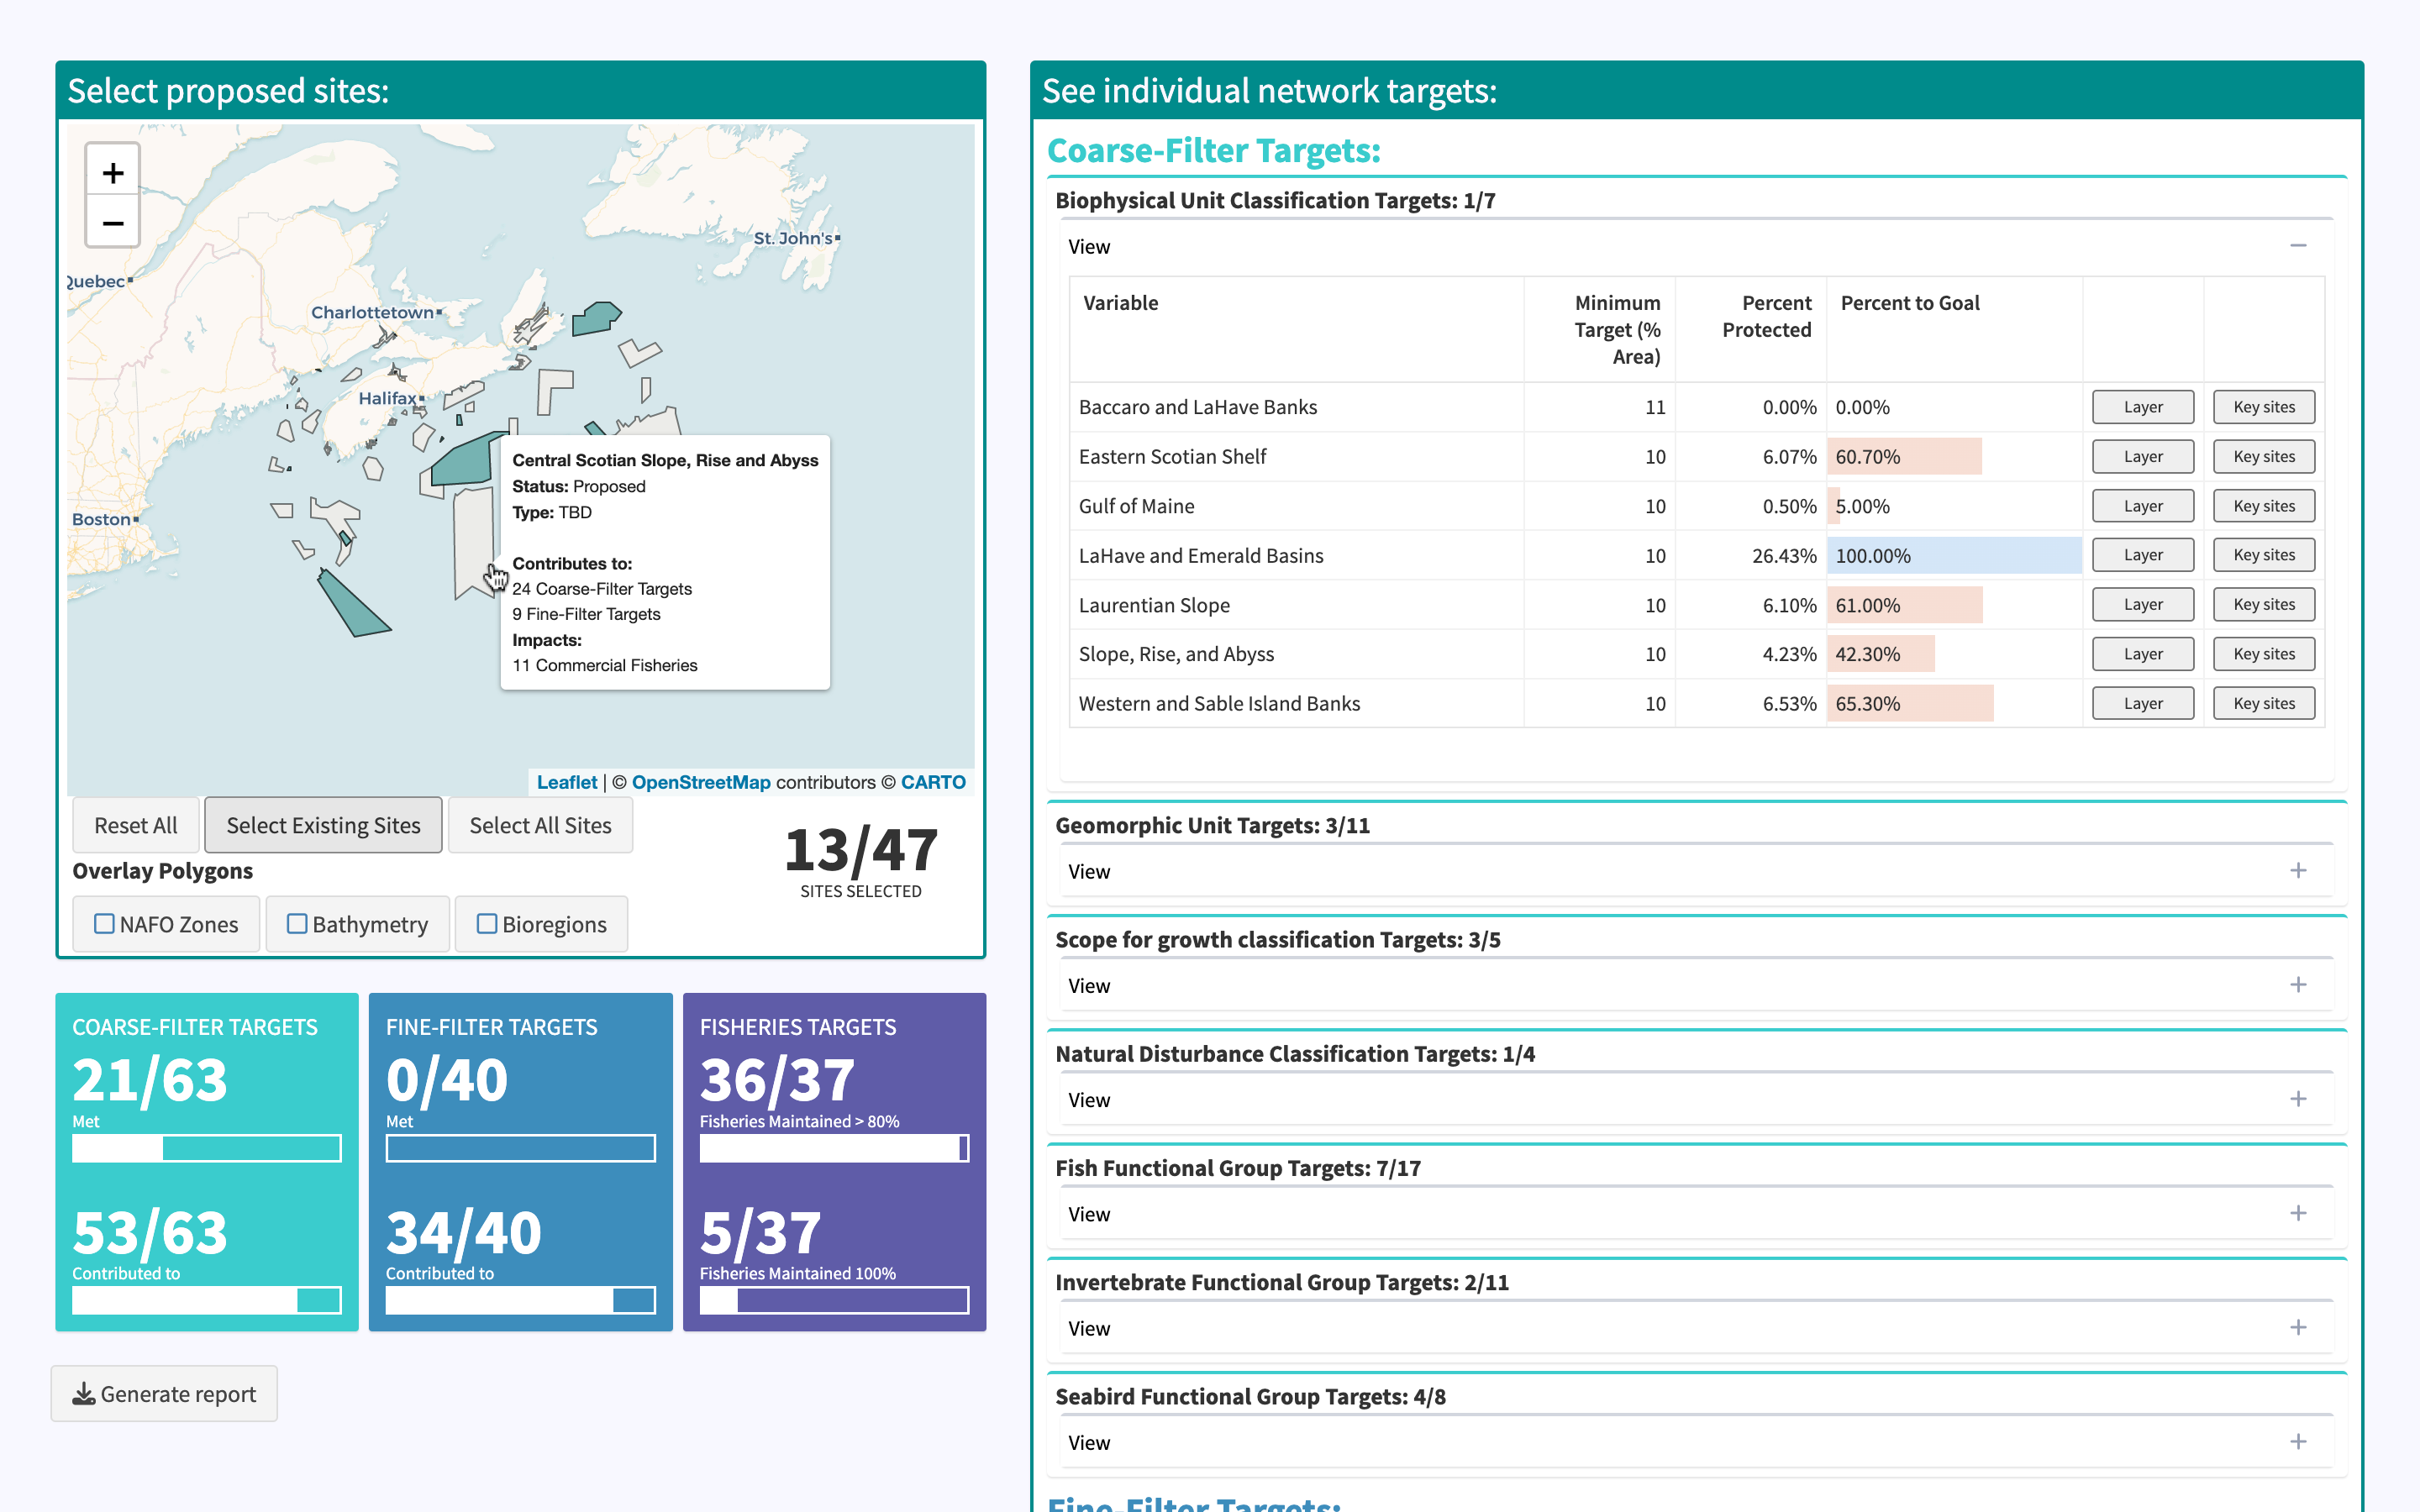 Select proposed sites:
+
−
St. John's
Quebec
Charlottetown
Halifax
Boston
Central Scotian Slope, Rise and Abyss
Status: Proposed
Type: TBD
Contributes to:
24 Coarse-Filter Targets
9 Fine-Filter Targets
Impacts:
11 Commercial Fisheries
Leaflet | © OpenStreetMap contributors © CARTO
Reset All
Select Existing Sites
Select All Sites
13/47
SITES SELECTED
Overlay Polygons
NAFO Zones
Bathymetry
Bioregions
COARSE-FILTER TARGETS
21/63
Met
53/63
Contributed to
FINE-FILTER TARGETS
0/40
Met
34/40
Contributed to
FISHERIES TARGETS
36/37
Fisheries Maintained > 80%
5/37
Fisheries Maintained 100%
Generate report
See individual network targets:
Coarse-Filter Targets:
Biophysical Unit Classification Targets: 1/7
View −
Variable Minimum Target (% Area) Percent Protected Percent to Goal
Baccaro and LaHave Banks 11 0.00% 0.00% Layer Key sites
Eastern Scotian Shelf 10 6.07% 60.70% Layer Key sites
Gulf of Maine 10 0.50% 5.00% Layer Key sites
LaHave and Emerald Basins 10 26.43% 100.00% Layer Key sites
Laurentian Slope 10 6.10% 61.00% Layer Key sites
Slope, Rise, and Abyss 10 4.23% 42.30% Layer Key sites
Western and Sable Island Banks 10 6.53% 65.30% Layer Key sites
Geomorphic Unit Targets: 3/11
View +
Scope for growth classification Targets: 3/5
View +
Natural Disturbance Classification Targets: 1/4
View +
Fish Functional Group Targets: 7/17
View +
Invertebrate Functional Group Targets: 2/11
View +
Seabird Functional Group Targets: 4/8
View +
Fine-Filter Targets: